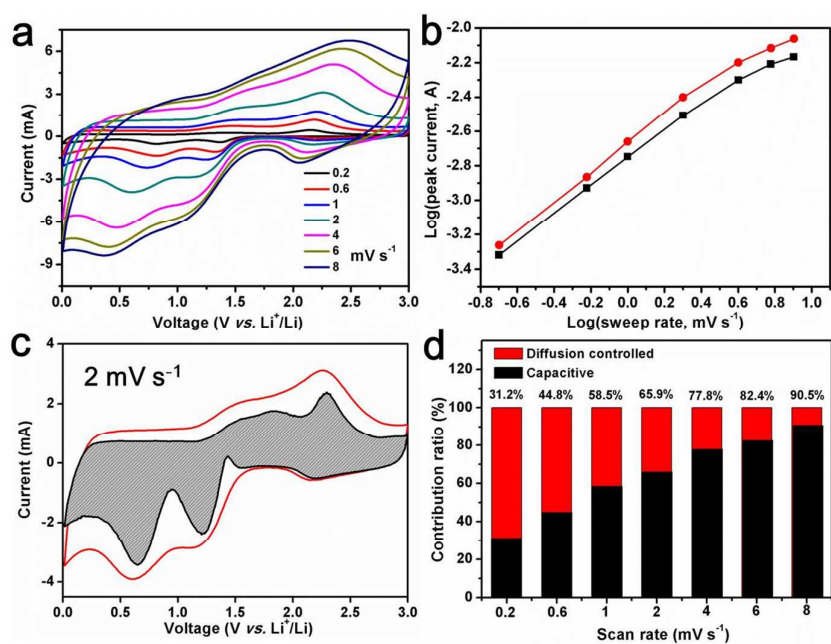 a
6
3
0
-3
-6
-9
Current (mA)
0.2
0.6
1
2
4
6 mV s⁻¹
8
0.0 0.5 1.0 1.5 2.0 2.5 3.0
Voltage (V vs. Li⁺/Li)
b
-2.0
-2.2
-2.4
-2.6
-2.8
-3.0
-3.2
-3.4
Log(peak current, A)
-0.8 -0.6 -0.4 -0.2 0.0 0.2 0.4 0.6 0.8 1.0
Log(sweep rate, mV s⁻¹)
c
2 mV s⁻¹
4
2
0
-2
-4
Current (mA)
0.0 0.5 1.0 1.5 2.0 2.5 3.0
Voltage (V vs. Li⁺/Li)
d
Diffusion controlled
Capacitive
31.2% 44.8% 58.5% 65.9% 77.8% 82.4% 90.5%
120
100
80
60
40
20
0
Contribution ratio (%)
0.2 0.6 1 2 4 6 8
Scan rate (mV s⁻¹)